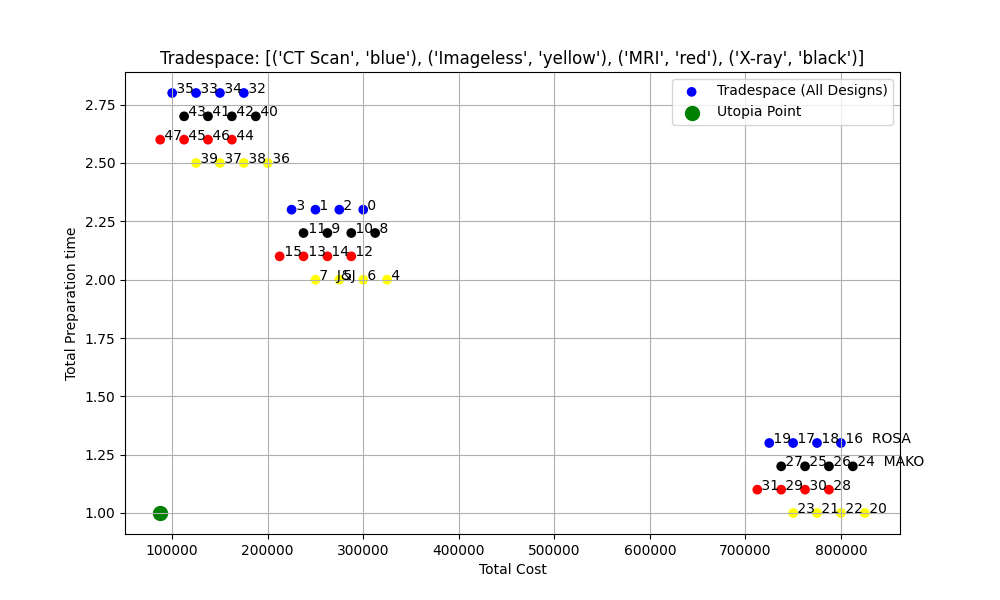 Tradespace: [('CT Scan', 'blue'), ('Imageless', 'yellow'), ('MRI', 'red'), ('X-ray', 'black')]
Tradespace (All Designs)
Utopia Point
Total Preparation time
2.75
2.50
2.25
2.00
1.75
1.50
1.25
1.00
35 33 34 32
43 41 42 40
47 45 46 44
39 37 38 36
3 1 2 0
11 9 10 8
15 13 14 12
7 J&J 5 6 4
19 17 18 16 ROSA
27 25 26 24 MAKO
31 29 30 28
23 21 22 20
100000 200000 300000 400000 500000 600000 700000 800000
Total Cost